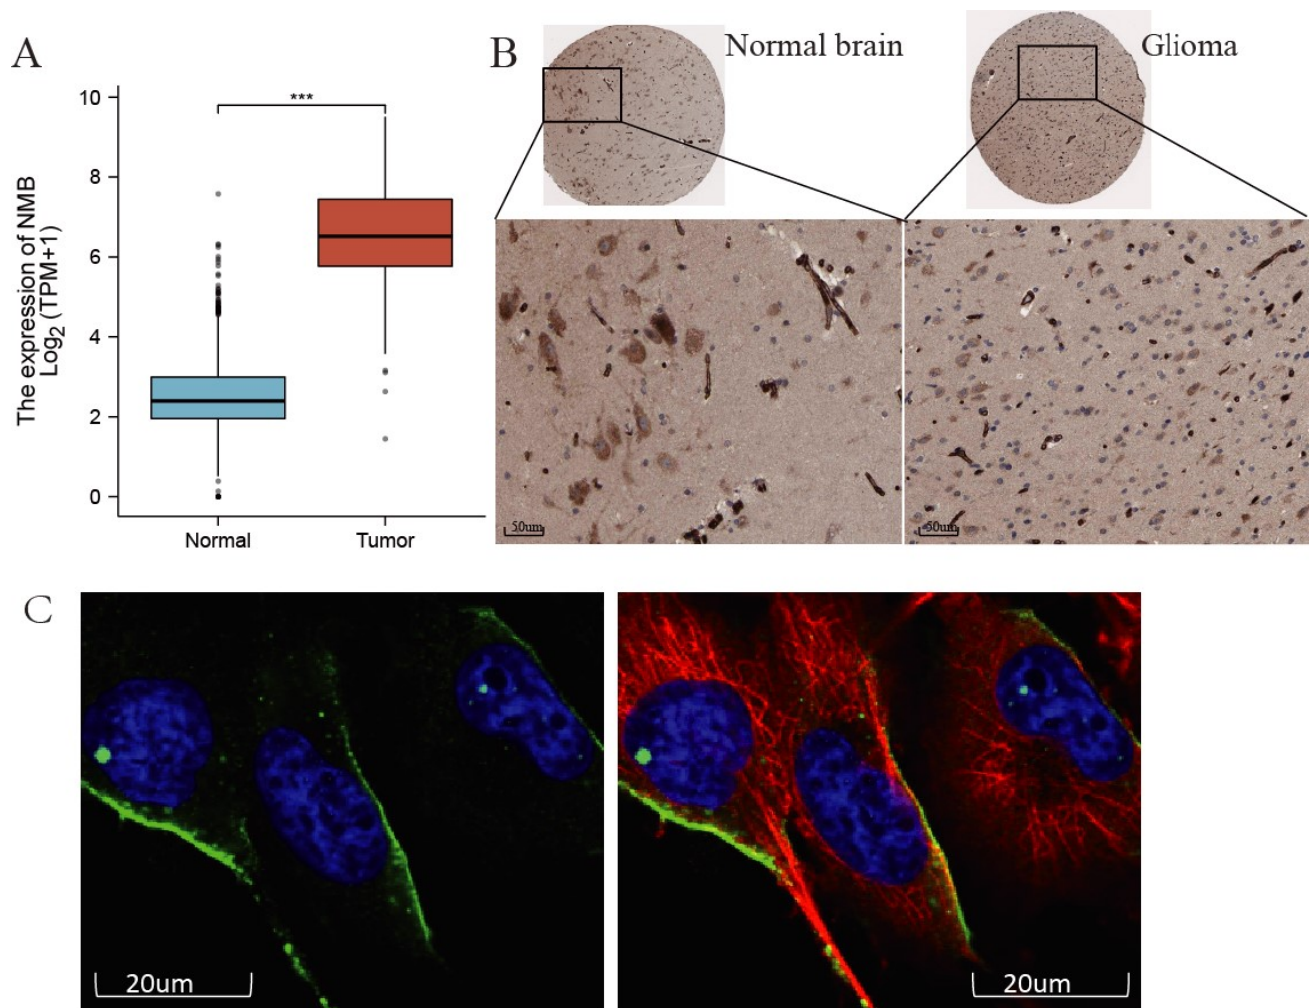 A
The expression of NMB
Log₂ (TPM+1)
10
8
6
4
2
0
***
Normal
Tumor
B
Normal brain
Glioma
50um
50um
C
20um
20um